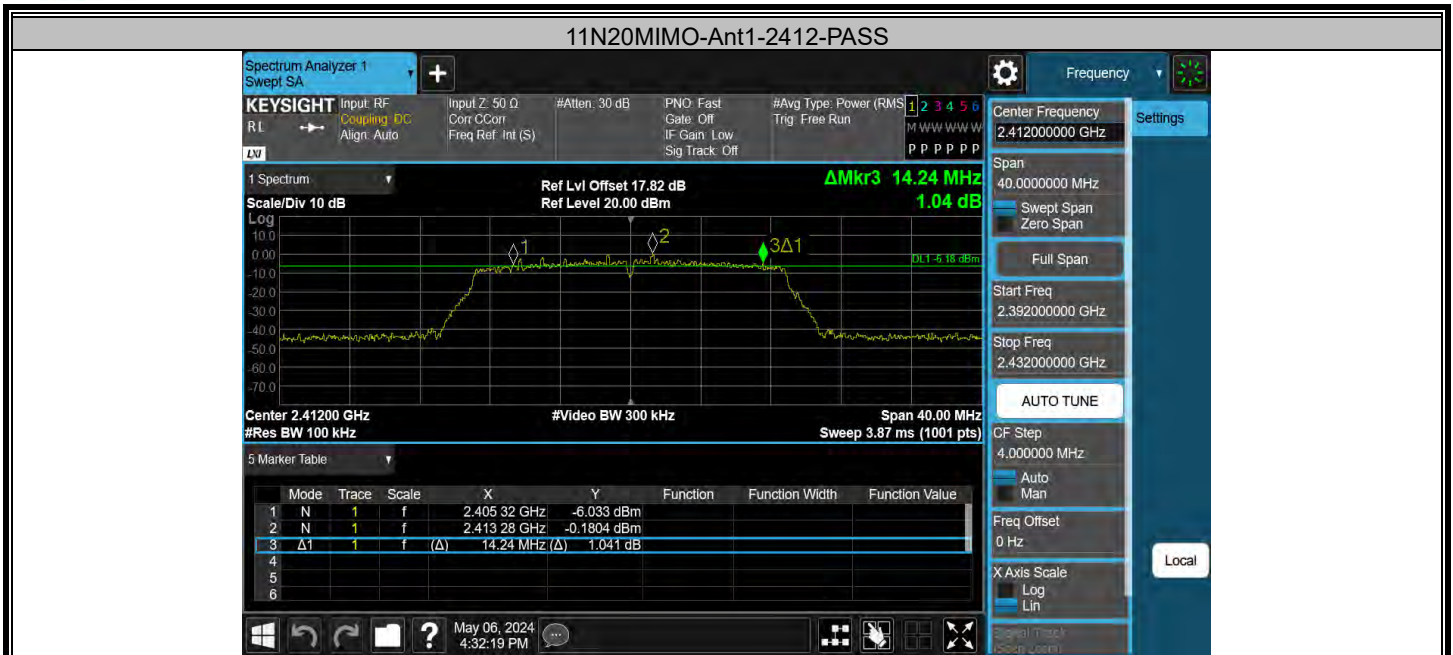 11N20MIMO-Ant1-2412-PASS
Spectrum Analyzer 1
Swept SA
Frequency
KEYSIGHT
RL
LXI
Input: RF
Coupling: DC
Align: Auto
Input Z: 50 Ω
Corr CCorr
Freq Ref: Int (S)
#Atten: 30 dB
PNO: Fast
Gate: Off
IF Gain: Low
Sig Track: Off
#Avg Type: Power (RMS
Trig: Free Run
1 2 3 4 5 6
M W W W W W
P P P P P P
1 Spectrum
Scale/Div 10 dB
Ref Lvl Offset 17.82 dB
Ref Level 20.00 dBm
ΔMkr3 14.24 MHz
1.04 dB
Log
10.0
0.00
-10.0
-20.0
-30.0
-40.0
-50.0
-60.0
-70.0
1
2
3Δ1
DL1 -6.18 dBm
Center 2.41200 GHz
#Video BW 300 kHz
Span 40.00 MHz
#Res BW 100 kHz
Sweep 3.87 ms (1001 pts)
5 Marker Table
Mode Trace Scale X Y Function Function Width Function Value
1 N 1 f 2.405 32 GHz -6.033 dBm
2 N 1 f 2.413 28 GHz -0.1804 dBm
3 Δ1 1 f (Δ) 14.24 MHz (Δ) 1.041 dB
4
5
6
May 06, 2024
4:32:19 PM
Center Frequency
2.412000000 GHz
Settings
Span
40.0000000 MHz
Swept Span
Zero Span
Full Span
Start Freq
2.392000000 GHz
Stop Freq
2.432000000 GHz
AUTO TUNE
CF Step
4.000000 MHz
Auto
Man
Freq Offset
0 Hz
X Axis Scale
Log
Lin
Local